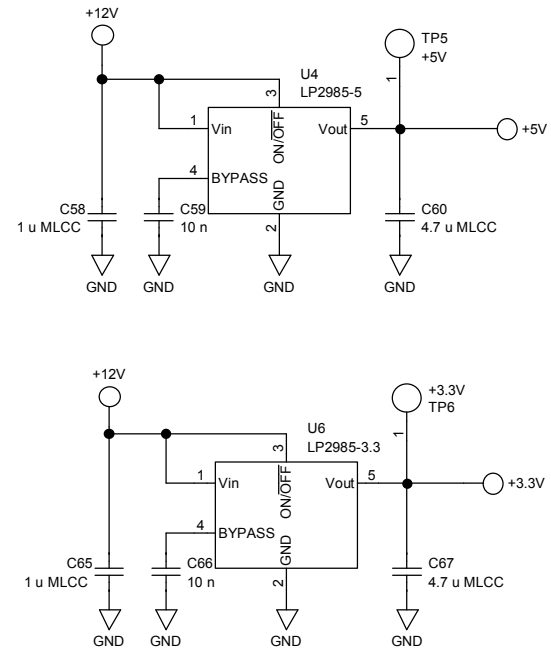 +12V
TP5
+5V
1
U4
LP2985-5
3
1
Vin
ON/OFF
Vout
5
+5V
4
BYPASS
GND
2
C58
1 u MLCC
C59
10 n
C60
4.7 u MLCC
GND
GND
GND
GND
+12V
+3.3V
TP6
1
U6
LP2985-3.3
3
1
Vin
ON/OFF
Vout
5
+3.3V
4
BYPASS
GND
2
C65
1 u MLCC
C66
10 n
C67
4.7 u MLCC
GND
GND
GND
GND